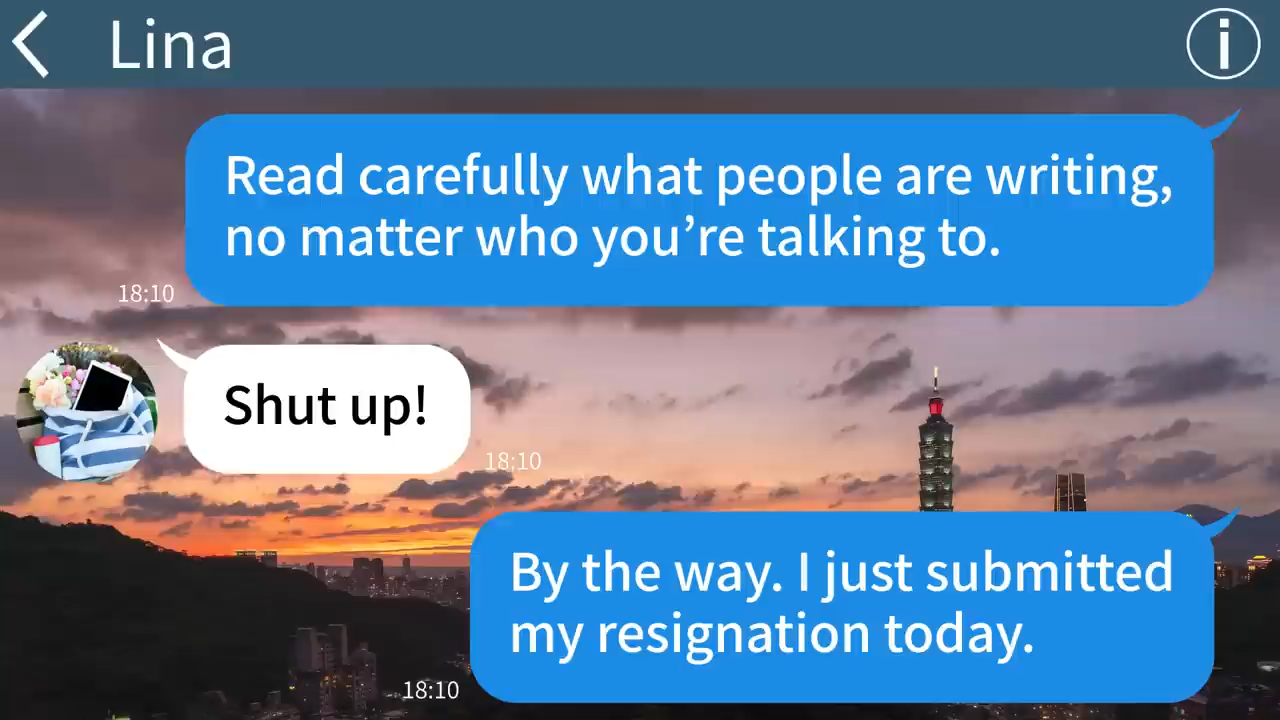 Lina
Read carefully what people are writing,
no matter who you’re talking to.
18:10
Shut up!
18:10
By the way. I just submitted
my resignation today.
18:10